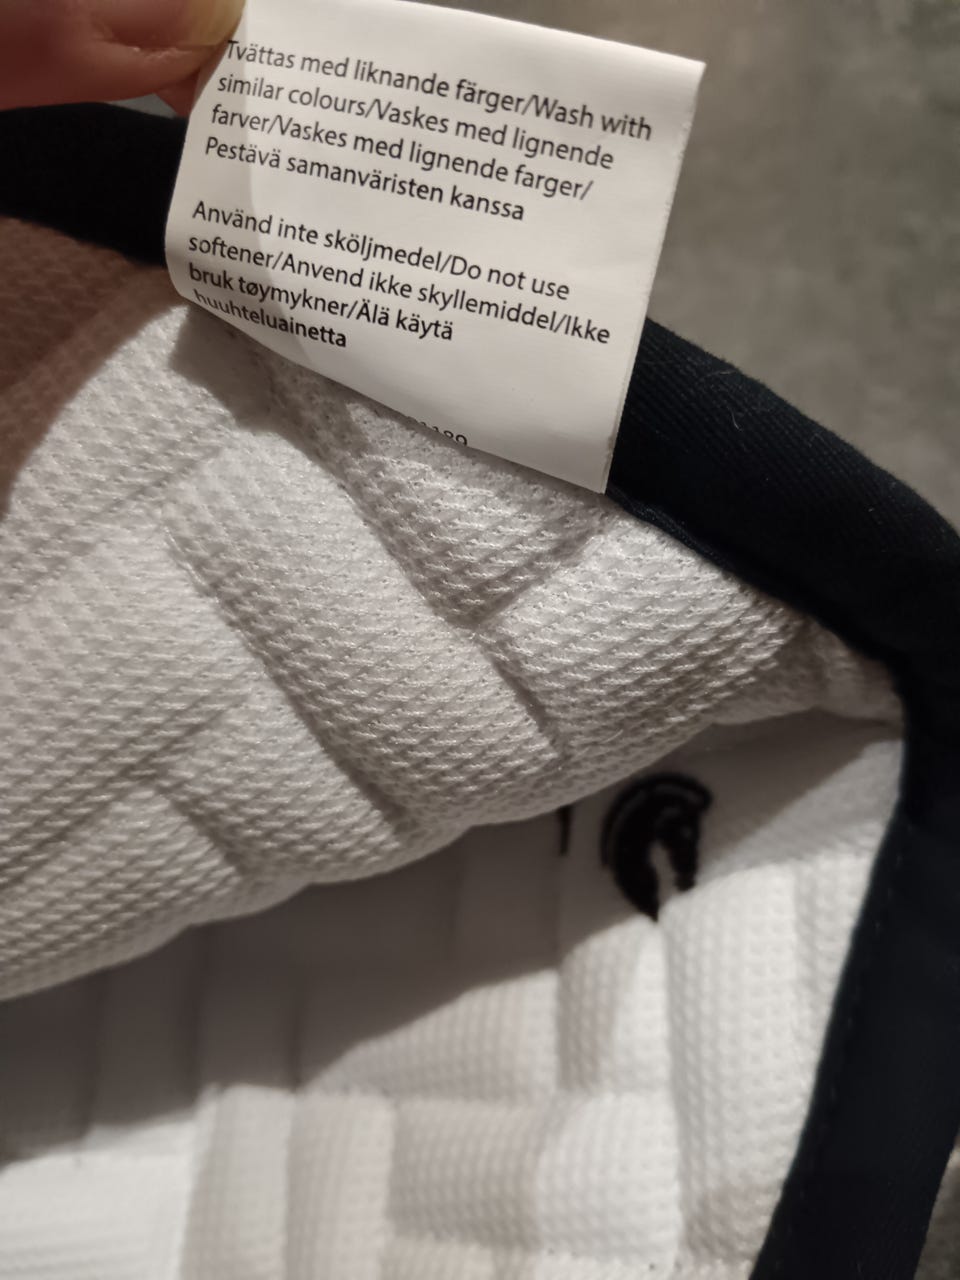 Tvättas med liknande färger/Wash with
similar colours/Vaskes med lignende
farver/Vaskes med lignende farger/
Pestävä samanväristen kanssa
Använd inte sköljmedel/Do not use
softener/Anvend ikke skyllemiddel/Ikke
bruk tøymykner/Älä käytä
huuhteluainetta